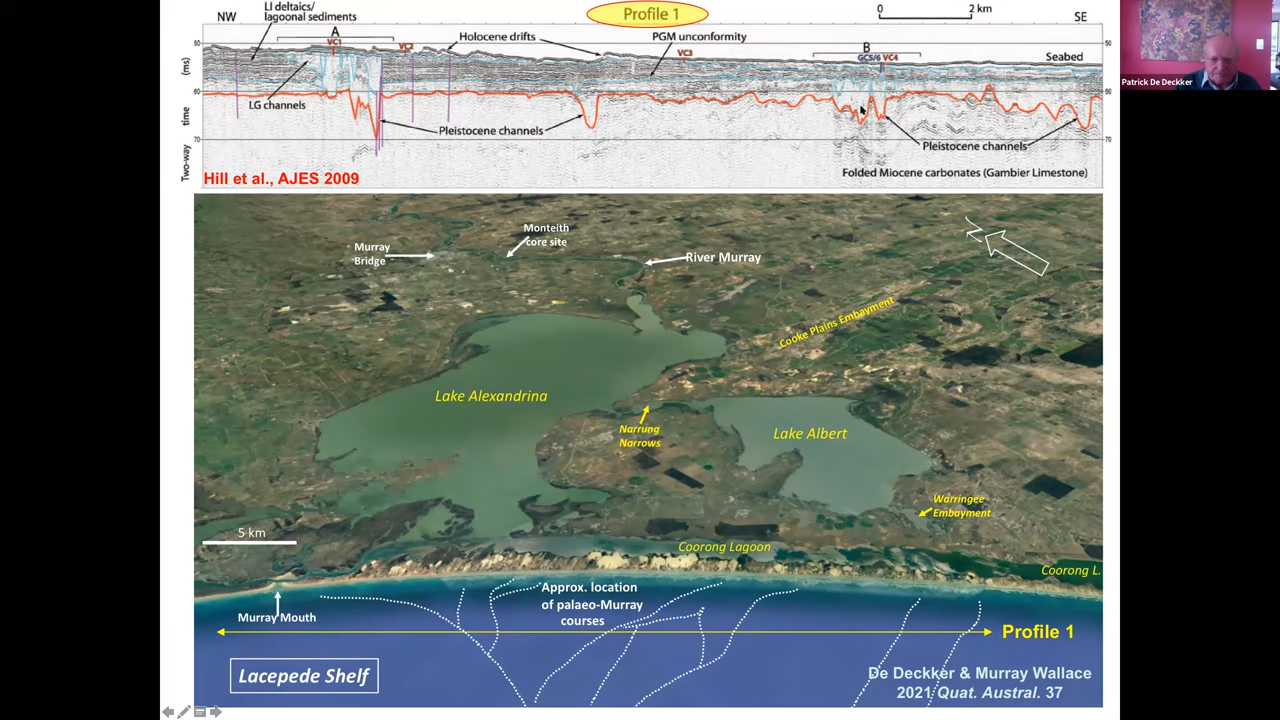 Profile 1
0
2 km
NW
LI deltaics/
lagoonal sediments
SE
A
VC1
VC2
Holocene drifts
PGM unconformity
VC3
B
GC5/6 VC4
Seabed
50
50
(ms)
60
60
LG channels
time
Pleistocene channels
Pleistocene channels
70
70
Two-way
Folded Miocene carbonates (Gambier Limestone)
Hill et al., AJES 2009
Patrick De Deckker
Murray
Bridge
Monteith
core site
River Murray
N
Cooke Plains Embayment
Lake Alexandrina
Narrung
Narrows
Lake Albert
Warringee
Embayment
5 km
Coorong Lagoon
Coorong L.
Approx. location
of palaeo-Murray
courses
Murray Mouth
Profile 1
Lacepede Shelf
De Deckker & Murray Wallace
2021 Quat. Austral. 37